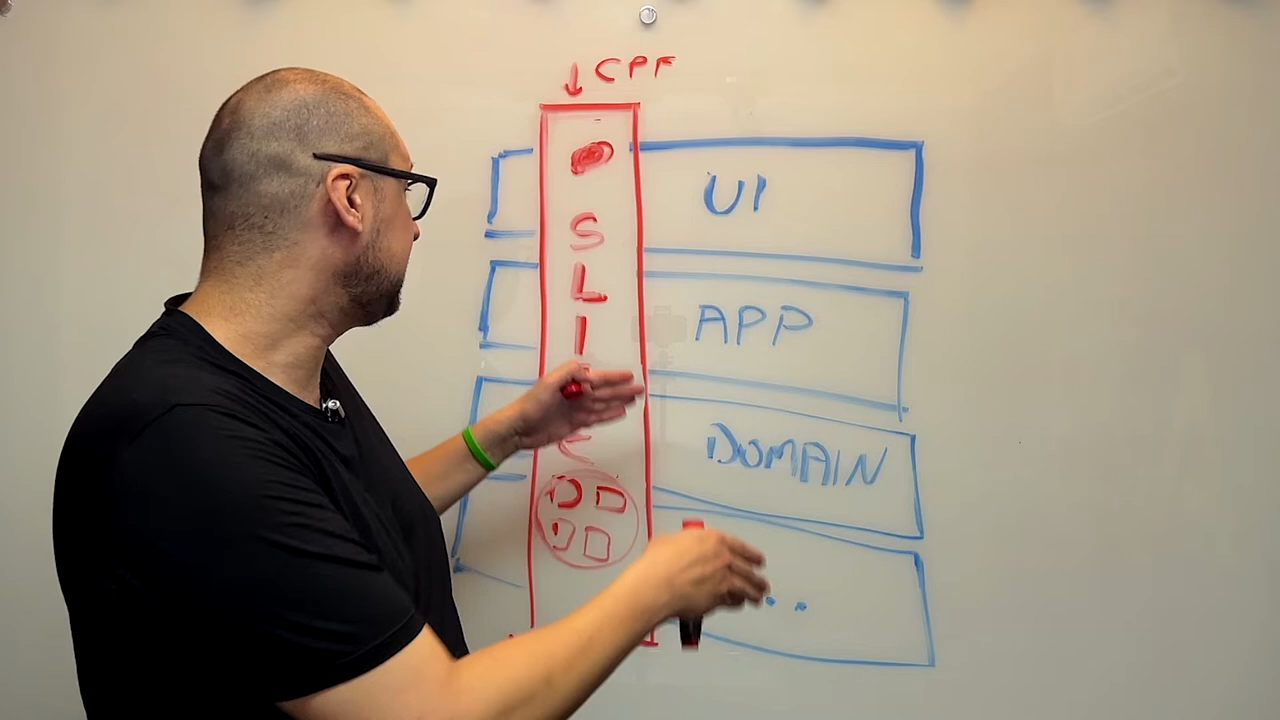 ↓ CPF
UI
S
L
I
APP
DOMAIN
...